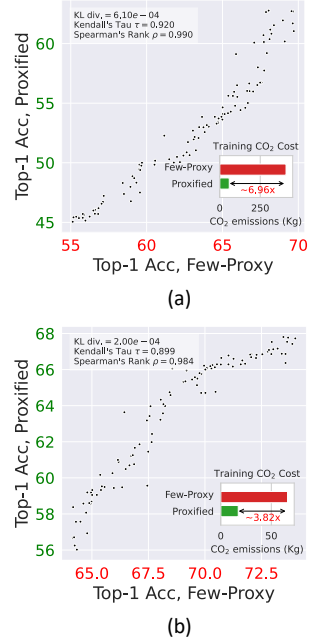 KL div. = 6,10e−04
Kendall's Tau τ = 0.920
Spearman's Rank ρ = 0.990
Top-1 Acc, Proxified
60
55
50
45
Training CO2 Cost
Few-Proxy
Proxified
~6,96x
0 250
CO2 emissions (Kg)
55 60 65 70
Top-1 Acc, Few-Proxy
(a)
KL div. = 2,00e−04
Kendall's Tau τ = 0,899
Spearman's Rank ρ = 0,984
Top-1 Acc, Proxified
68
66
64
62
60
58
56
Training CO2 Cost
Few-Proxy
Proxified
~3,82x
0 50
CO2 emissions (Kg)
65.0 67.5 70.0 72.5
Top-1 Acc, Few-Proxy
(b)